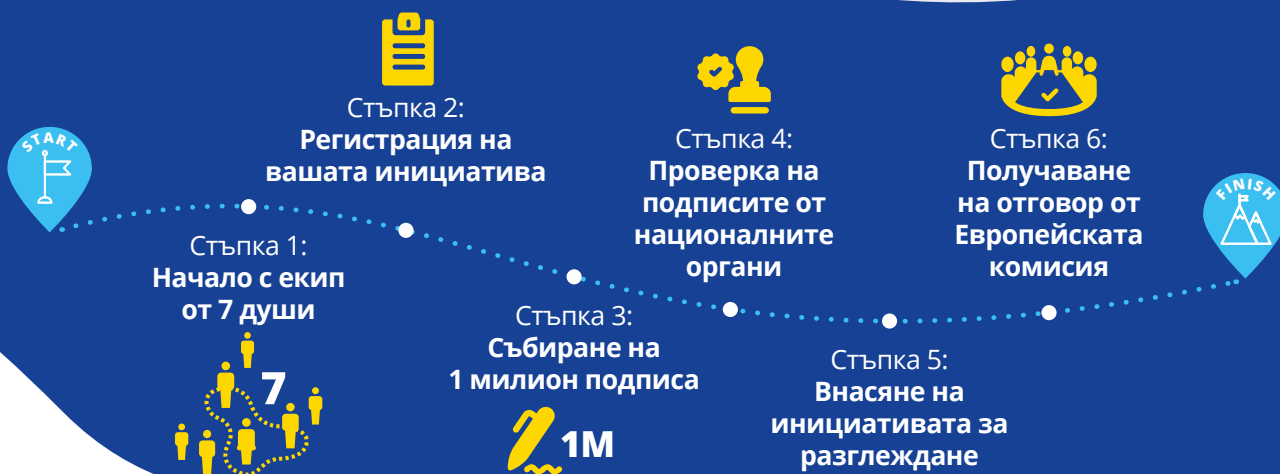 START
Стъпка 1:
Начало с екип
от 7 души
7
Стъпка 2:
Регистрация на
вашата инициатива
Стъпка 3:
Събиране на
1 милион подписа
1M
Стъпка 4:
Проверка на
подписите от
националните
органи
Стъпка 5:
Внасяне на
инициативата за
разглеждане
Стъпка 6:
Получаване
на отговор от
Европейската
комисия
FINISH